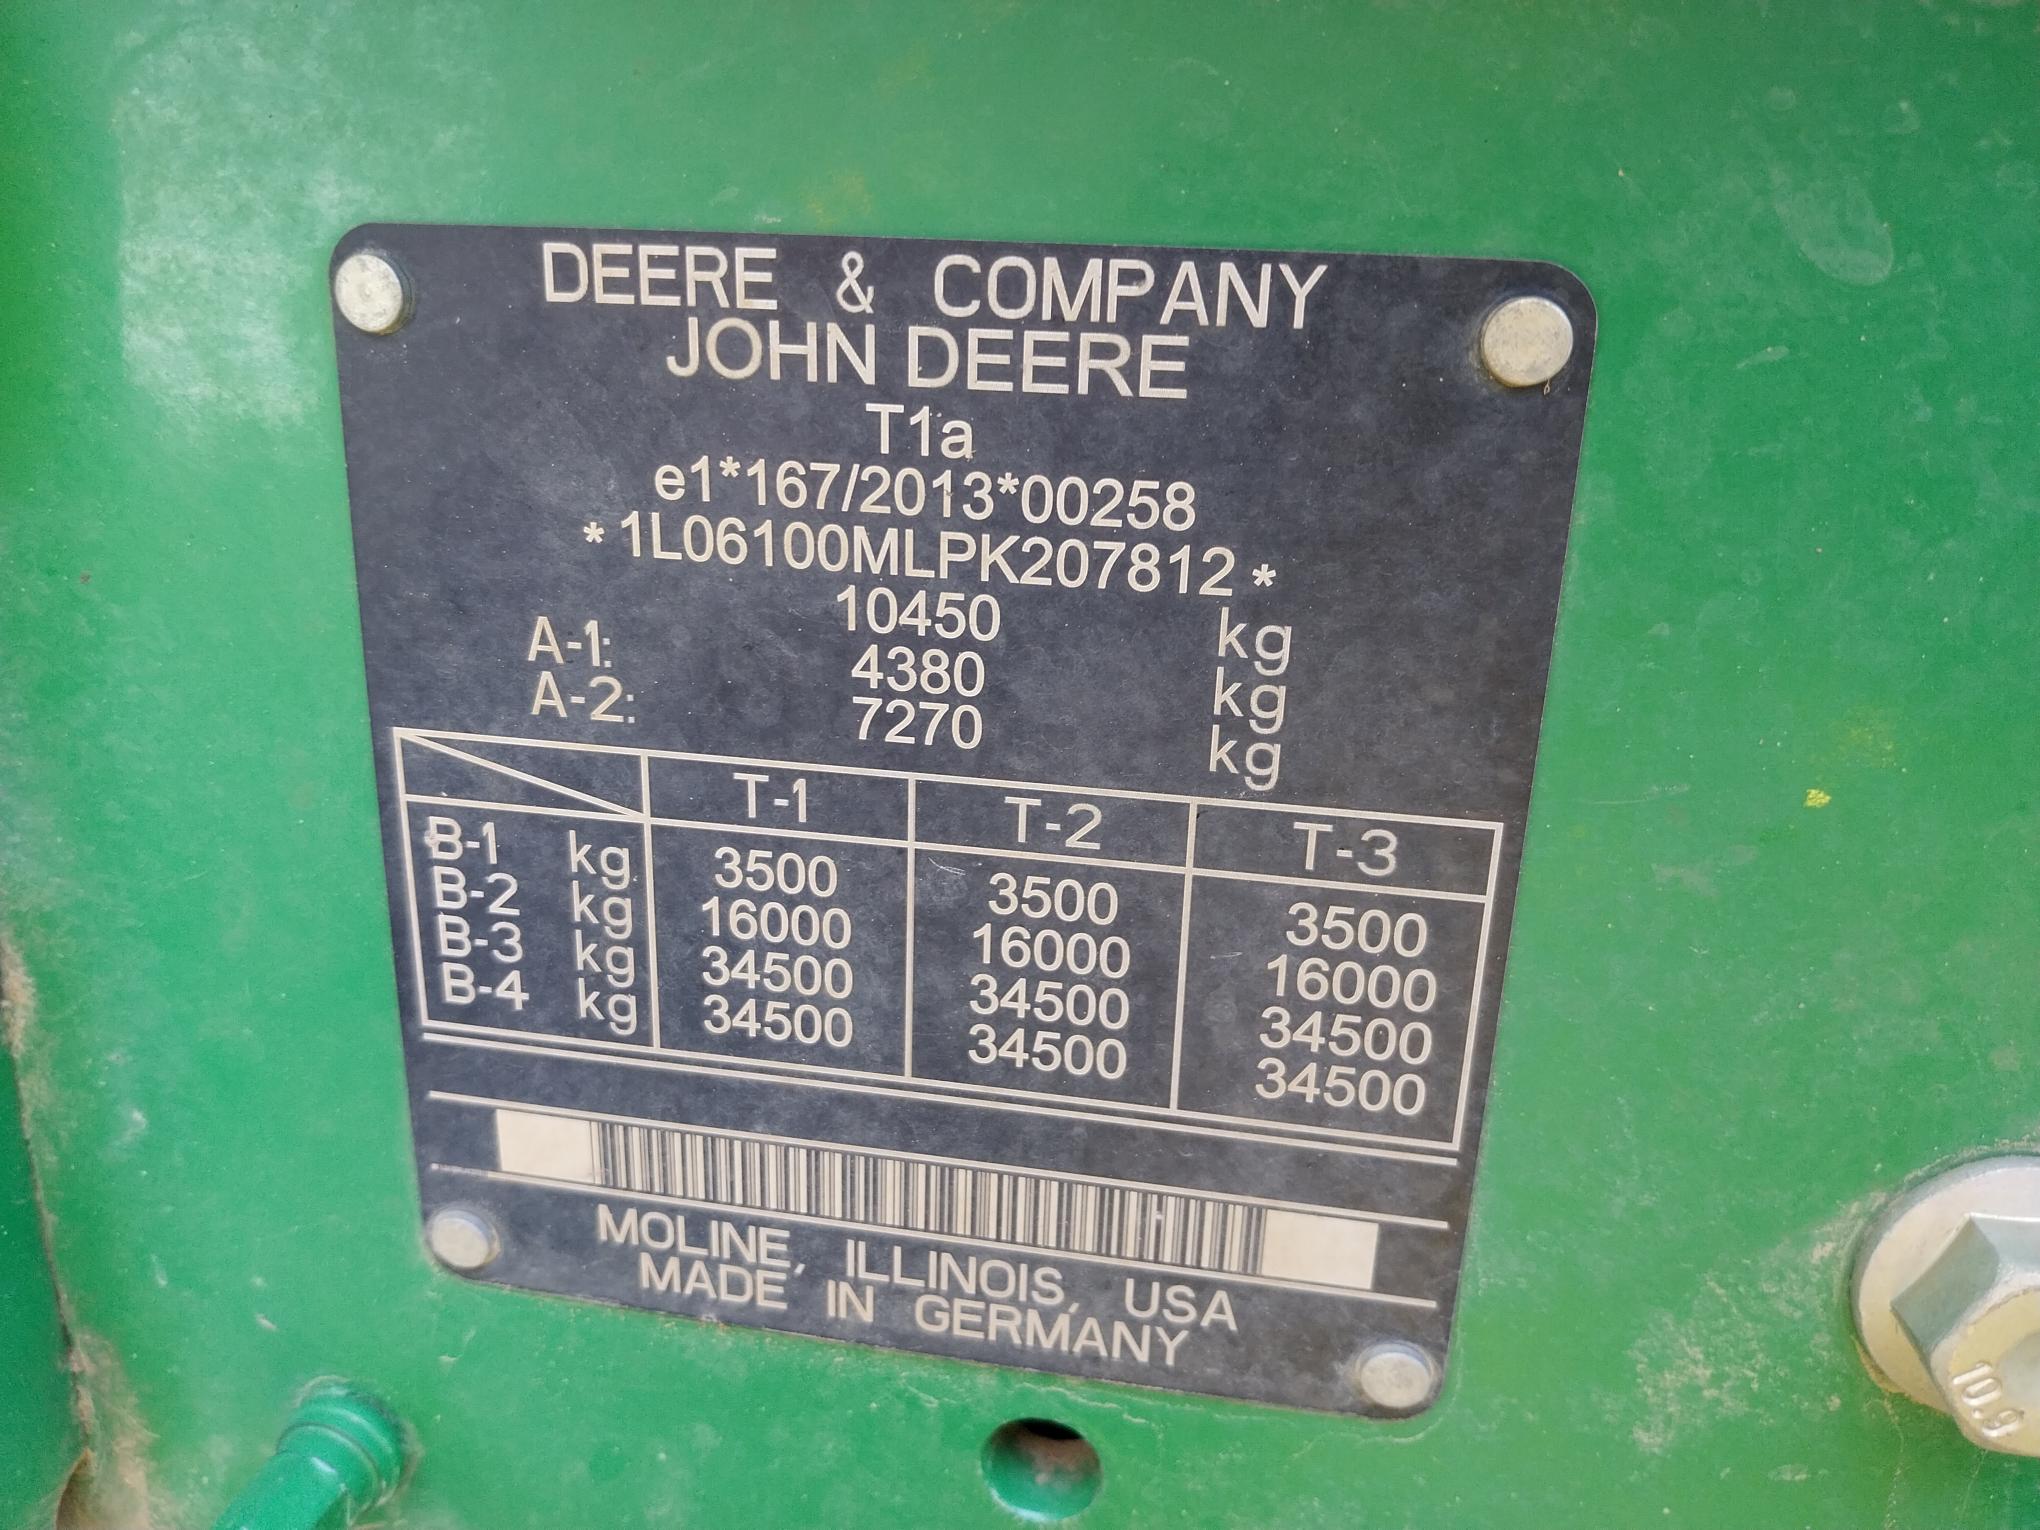 DEERE & COMPANY
JOHN DEERE
T1a
e1*167/2013*00258
*1L06100MLPK207812*
10450 kg
A-1: 4380 kg
A-2: 7270 kg
T-1 T-2 T-3
B-1 kg 3500 3500 3500
B-2 kg 16000 16000 16000
B-3 kg 34500 34500 34500
B-4 kg 34500 34500 34500
MOLINE, ILLINOIS, USA
MADE IN GERMANY
10.9